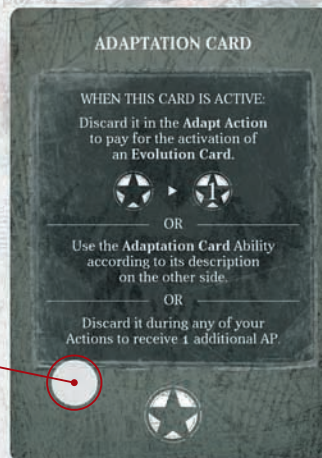 ADAPTATION CARD
WHEN THIS CARD IS ACTIVE:
Discard it in the Adapt Action
to pay for the activation of
an Evolution Card.
1
OR
Use the Adaptation Card Ability
according to its description
on the other side.
OR
Discard it during any of your
Actions to receive 1 additional AP.